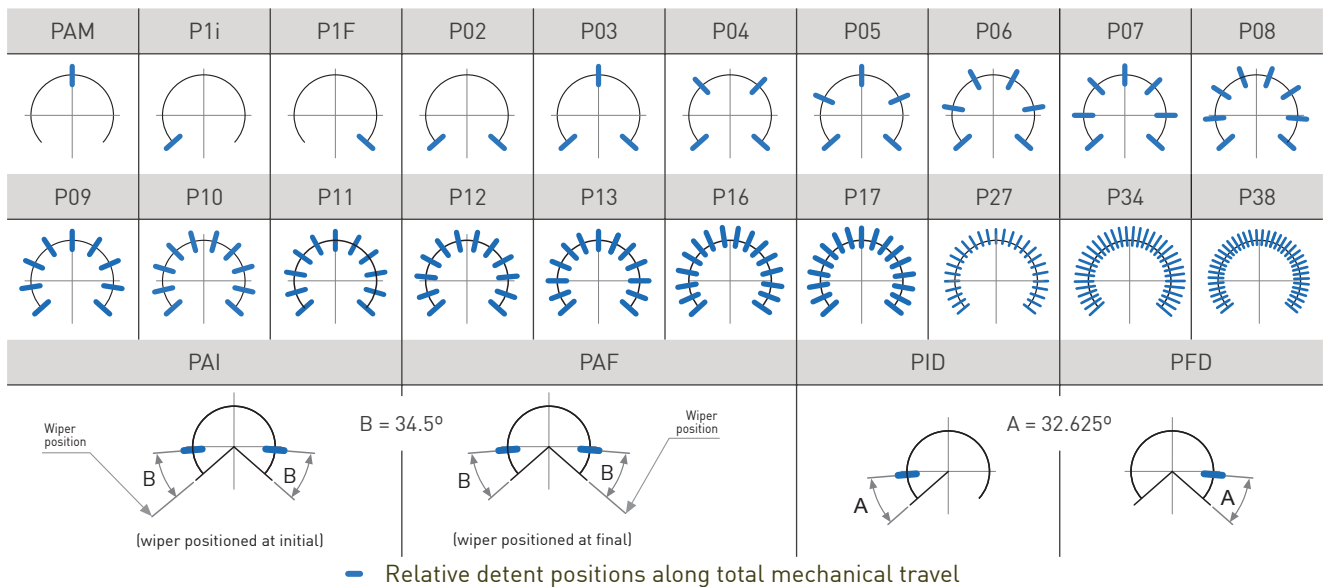 PAM P1i P1F P02 P03 P04 P05 P06 P07 P08
P09 P10 P11 P12 P13 P16 P17 P27 P34 P38
PAI PAF PID PFD
Wiper
position
B
B
B = 34.5º
(wiper positioned at initial)
Wiper
position
B
B
(wiper positioned at final)
A
A = 32.625º
A
Relative detent positions along total mechanical travel